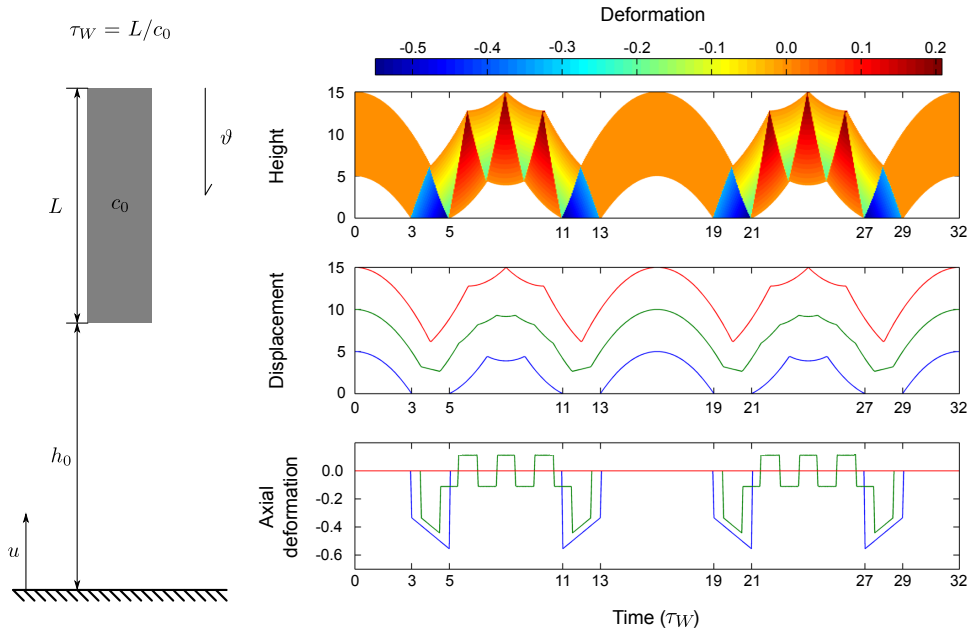 τ_W = L/c_0
ϑ
L
c_0
h_0
u
Deformation
-0.5 -0.4 -0.3 -0.2 -0.1 0.0 0.1 0.2
Height
15
10
5
0
0 3 5 11 13 19 21 27 29 32
Displacement
15
10
5
0
0 3 5 11 13 19 21 27 29 32
Axial
deformation
0.0
-0.2
-0.4
-0.6
0 3 5 11 13 19 21 27 29 32
Time (τ_W)